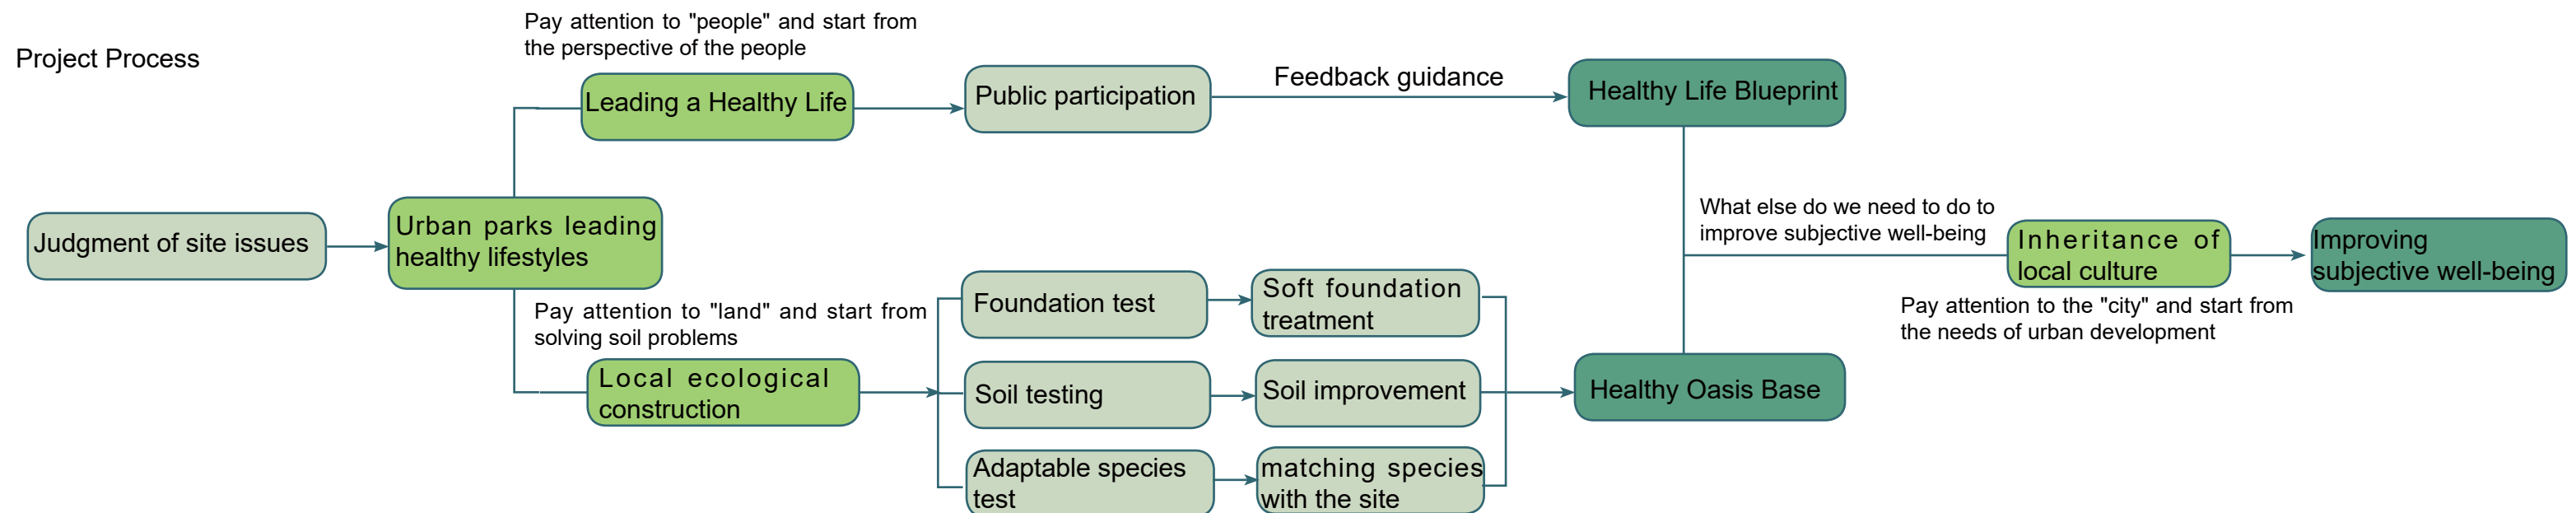 Project Process
Pay attention to "people" and start from
the perspective of the people
Leading a Healthy Life
Public participation
Feedback guidance
Healthy Life Blueprint
Judgment of site issues
Urban parks leading
healthy lifestyles
Pay attention to "land" and start from
solving soil problems
Local ecological
construction
Foundation test
Soft foundation
treatment
Soil testing
Soil improvement
Adaptable species
test
matching species
with the site
Healthy Oasis Base
What else do we need to do to
improve subjective well-being
Inheritance of
local culture
Pay attention to the "city" and start from
the needs of urban development
Improving
subjective well-being